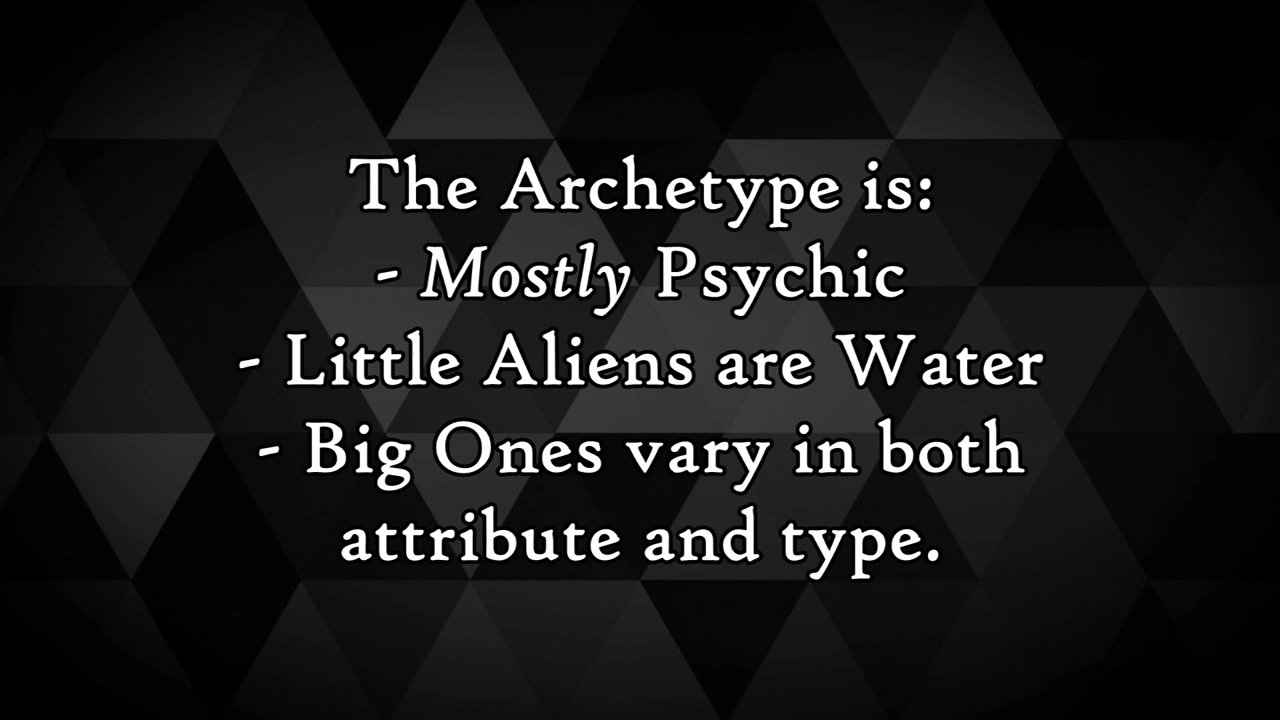 The Archetype is:
- Mostly Psychic
- Little Aliens are Water
- Big Ones vary in both
attribute and type.